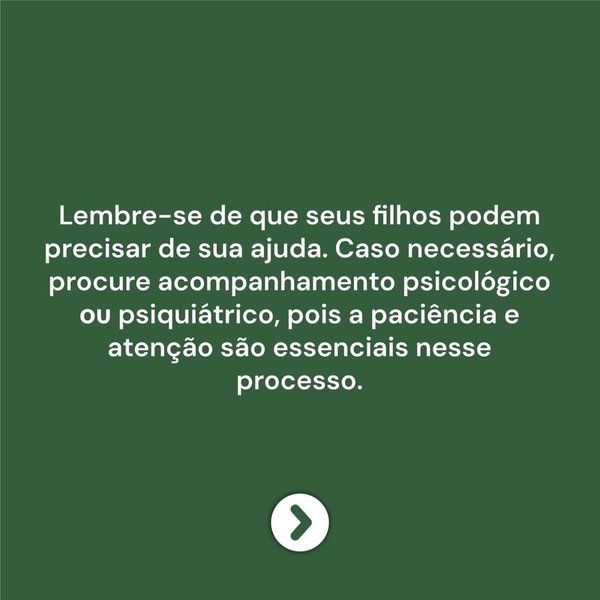 Lembre-se de que seus filhos podem
precisar de sua ajuda. Caso necessário,
procure acompanhamento psicológico
ou psiquiátrico, pois a paciência e
atenção são essenciais nesse
processo.